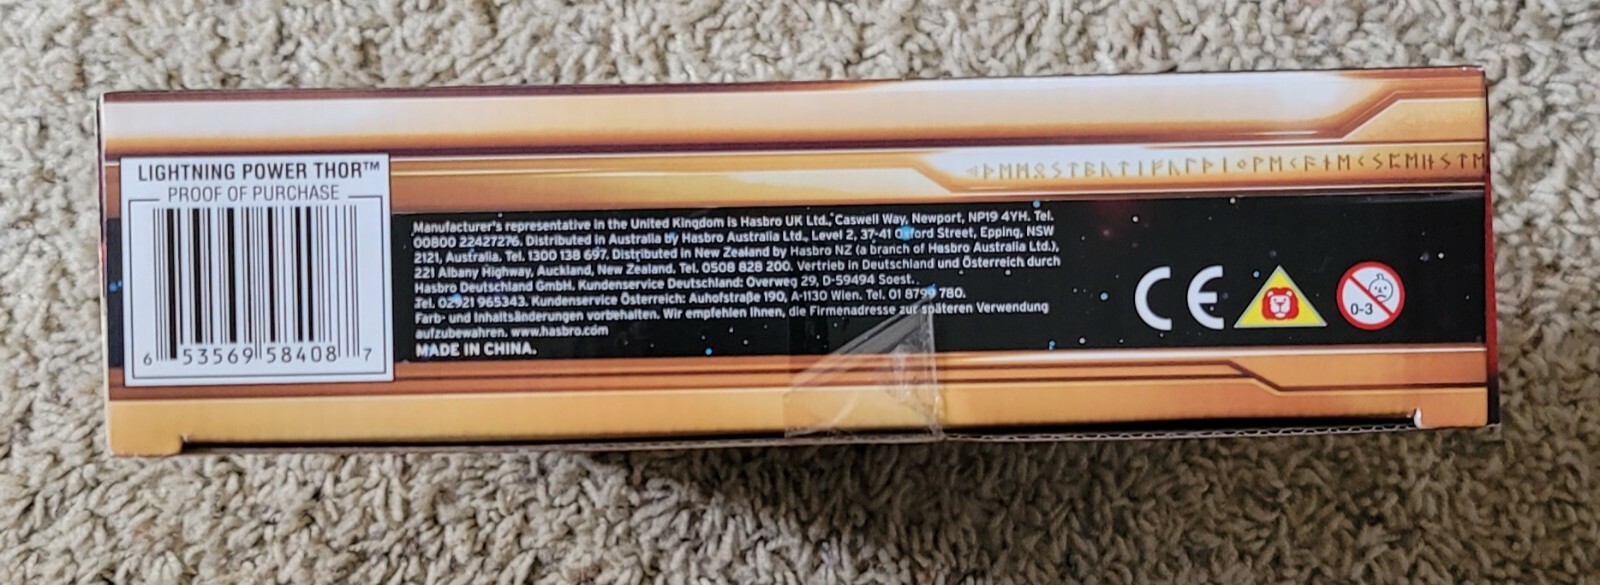 LIGHTNING POWER THOR™
PROOF OF PURCHASE
6 53569 58408 7
Manufacturer's representative in the United Kingdom is Hasbro UK Ltd., Caswell Way, Newport, NP19 4YH. Tel.
00800 22427276. Distributed in Australia by Hasbro Australia Ltd., Level 2, 37-41 Oxford Street, Epping, NSW
2121, Australia. Tel. 1300 138 697. Distributed in New Zealand by Hasbro NZ (a branch of Hasbro Australia Ltd.),
221 Albany Highway, Auckland, New Zealand. Tel. 0508 828 200. Vertrieb in Deutschland und Österreich durch
Hasbro Deutschland GmbH. Kundenservice Deutschland: Overweg 29, D-59494 Soest.
Tel. 02921 965343. Kundenservice Österreich: Auhofstraße 190, A-1130 Wien. Tel. 01 8799 780.
Farb- und Inhaltsänderungen vorbehalten. Wir empfehlen Ihnen, die Firmenadresse zur späteren Verwendung
aufzubewahren. www.hasbro.com
MADE IN CHINA.
CE
0-3